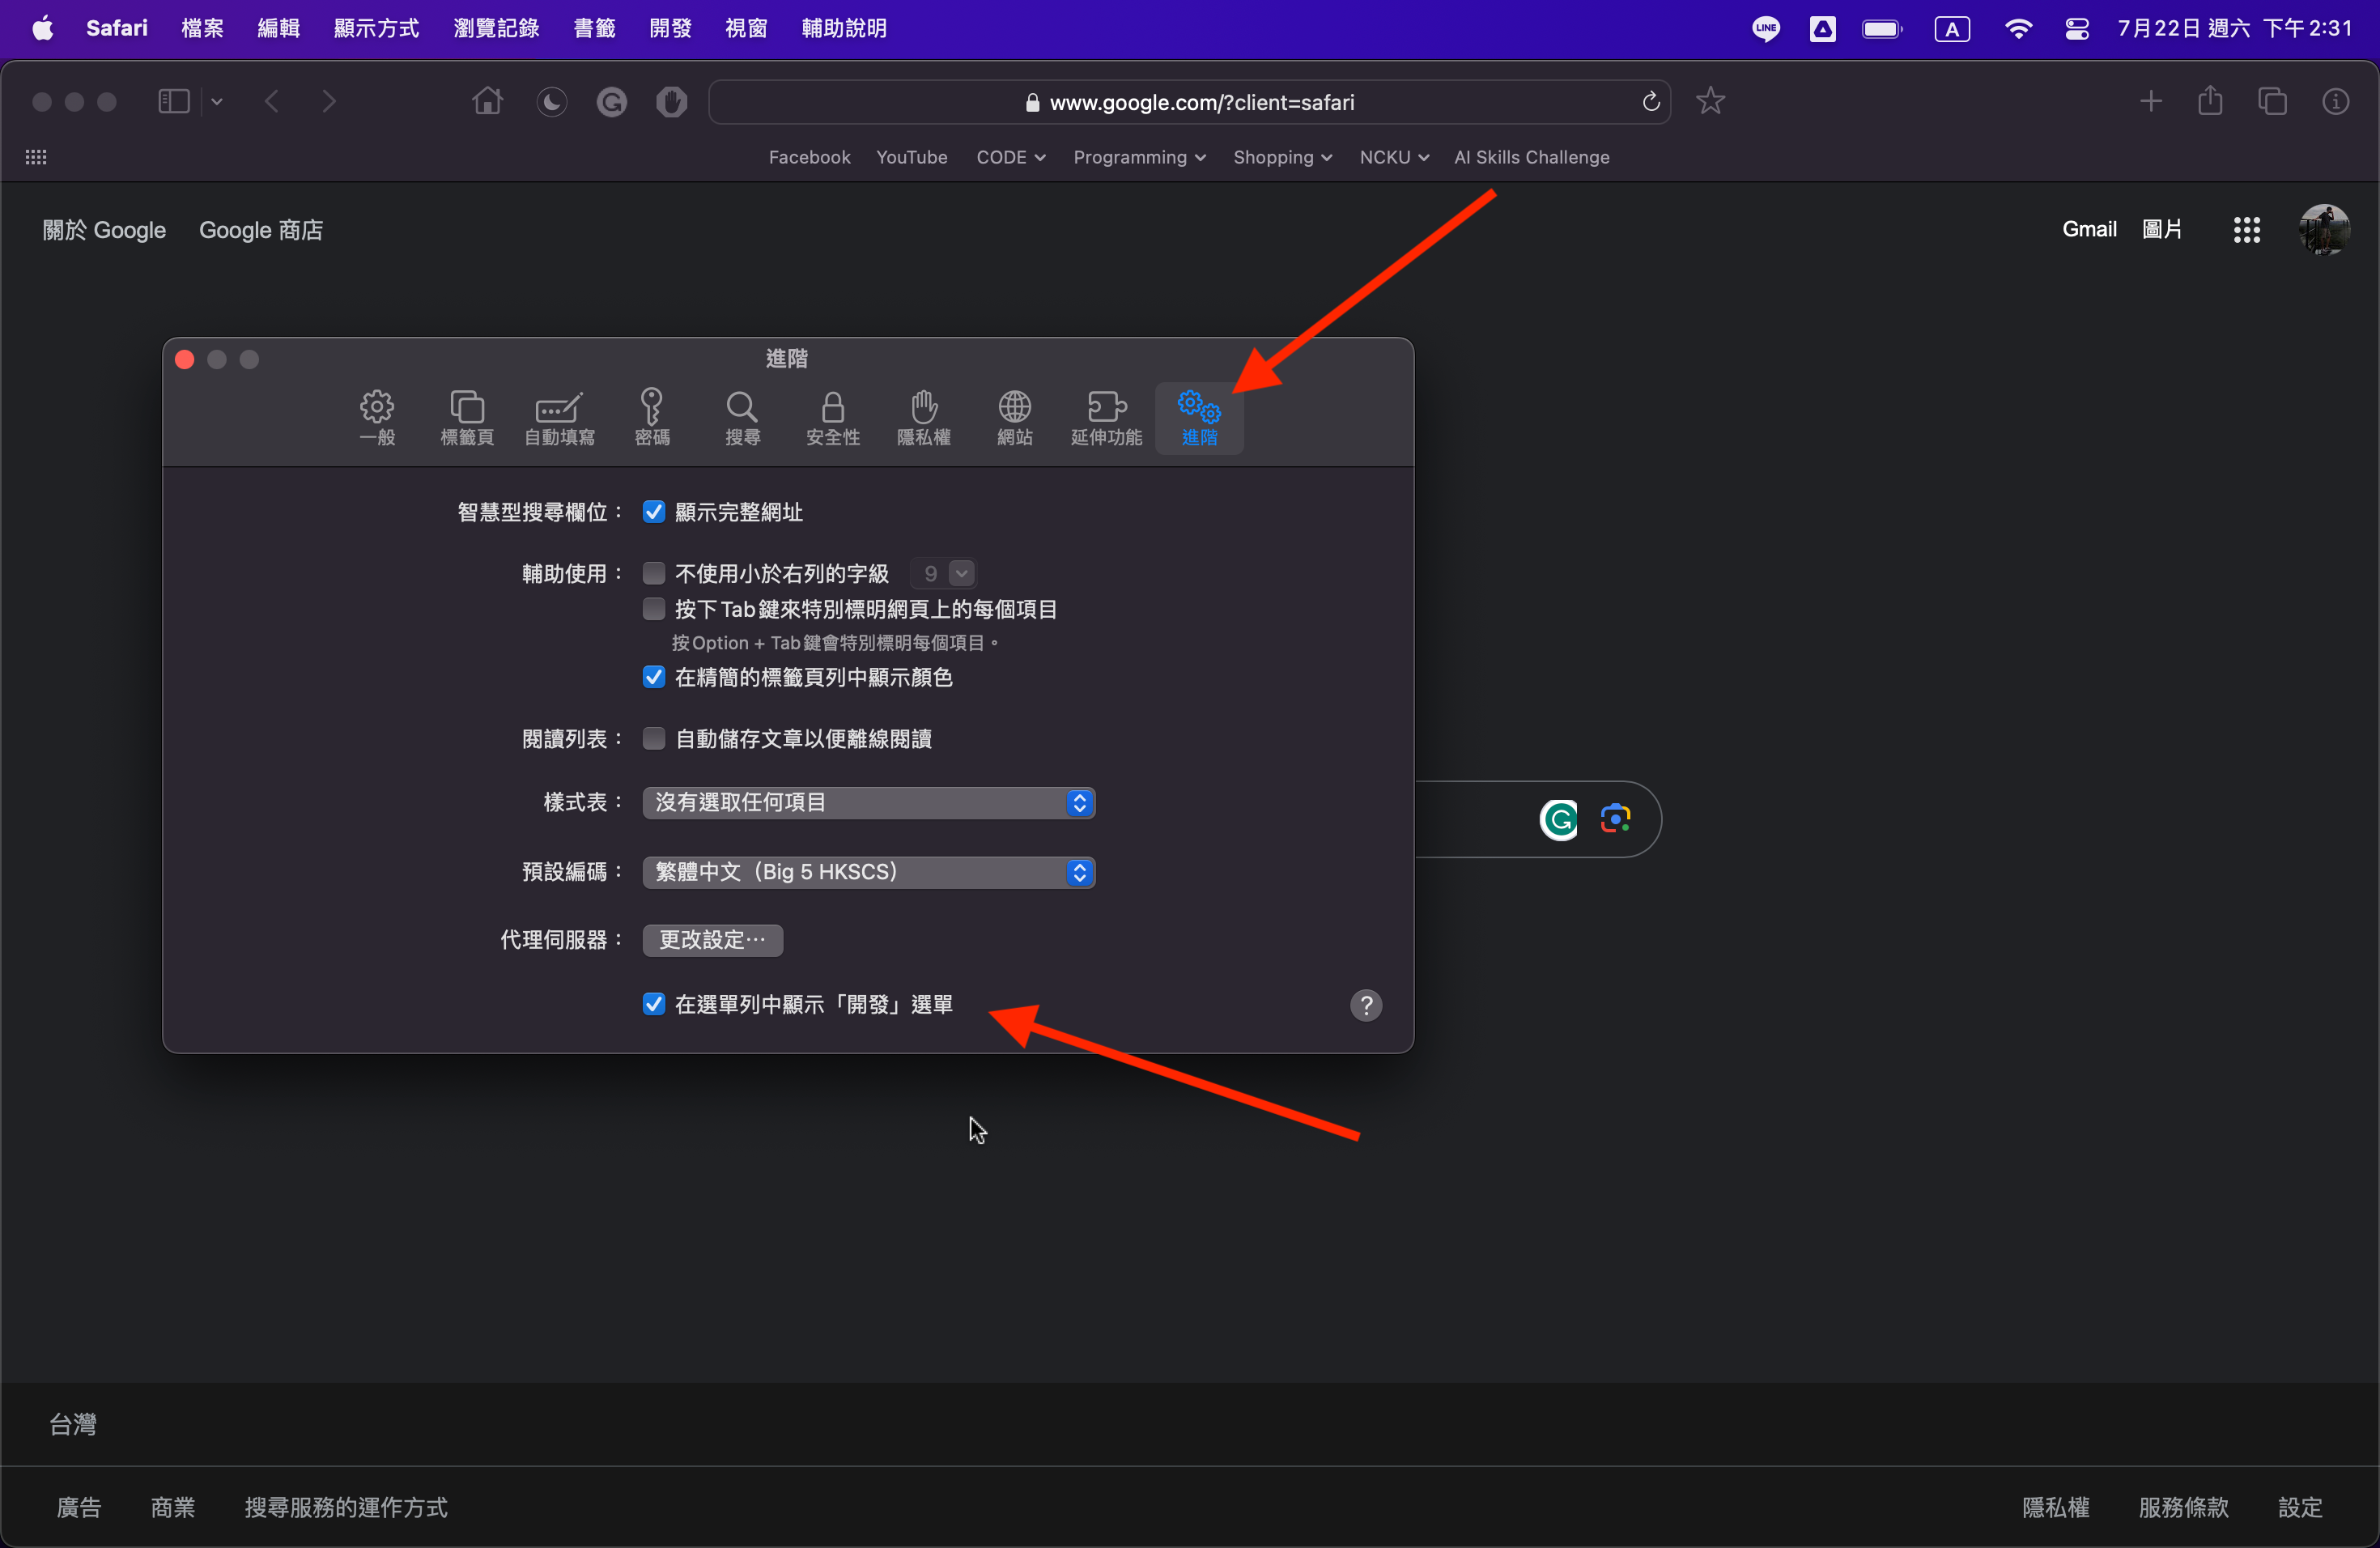 Safari 檔案 編輯 顯示方式 瀏覽記錄 書籤 開發 視窗 輔助說明 LINE A 7月22日 週六 下午2:31
www.google.com/?client=safari
Facebook YouTube CODE Programming Shopping NCKU AI Skills Challenge
關於 Google Google 商店 Gmail 圖片
進階
一般 標籤頁 自動填寫 密碼 搜尋 安全性 隱私權 網站 延伸功能 進階
智慧型搜尋欄位： 顯示完整網址
輔助使用： 不使用小於右列的字級 9
按下 Tab 鍵來特別標明網頁上的每個項目
按 Option + Tab 鍵會特別標明每個項目。
在精簡的標籤頁列中顯示顏色
閱讀列表： 自動儲存文章以便離線閱讀
樣式表： 沒有選取任何項目
預設編碼： 繁體中文（Big 5 HKSCS）
代理伺服器： 更改設定⋯
在選單列中顯示「開發」選單 ?
台灣
廣告 商業 搜尋服務的運作方式 隱私權 服務條款 設定